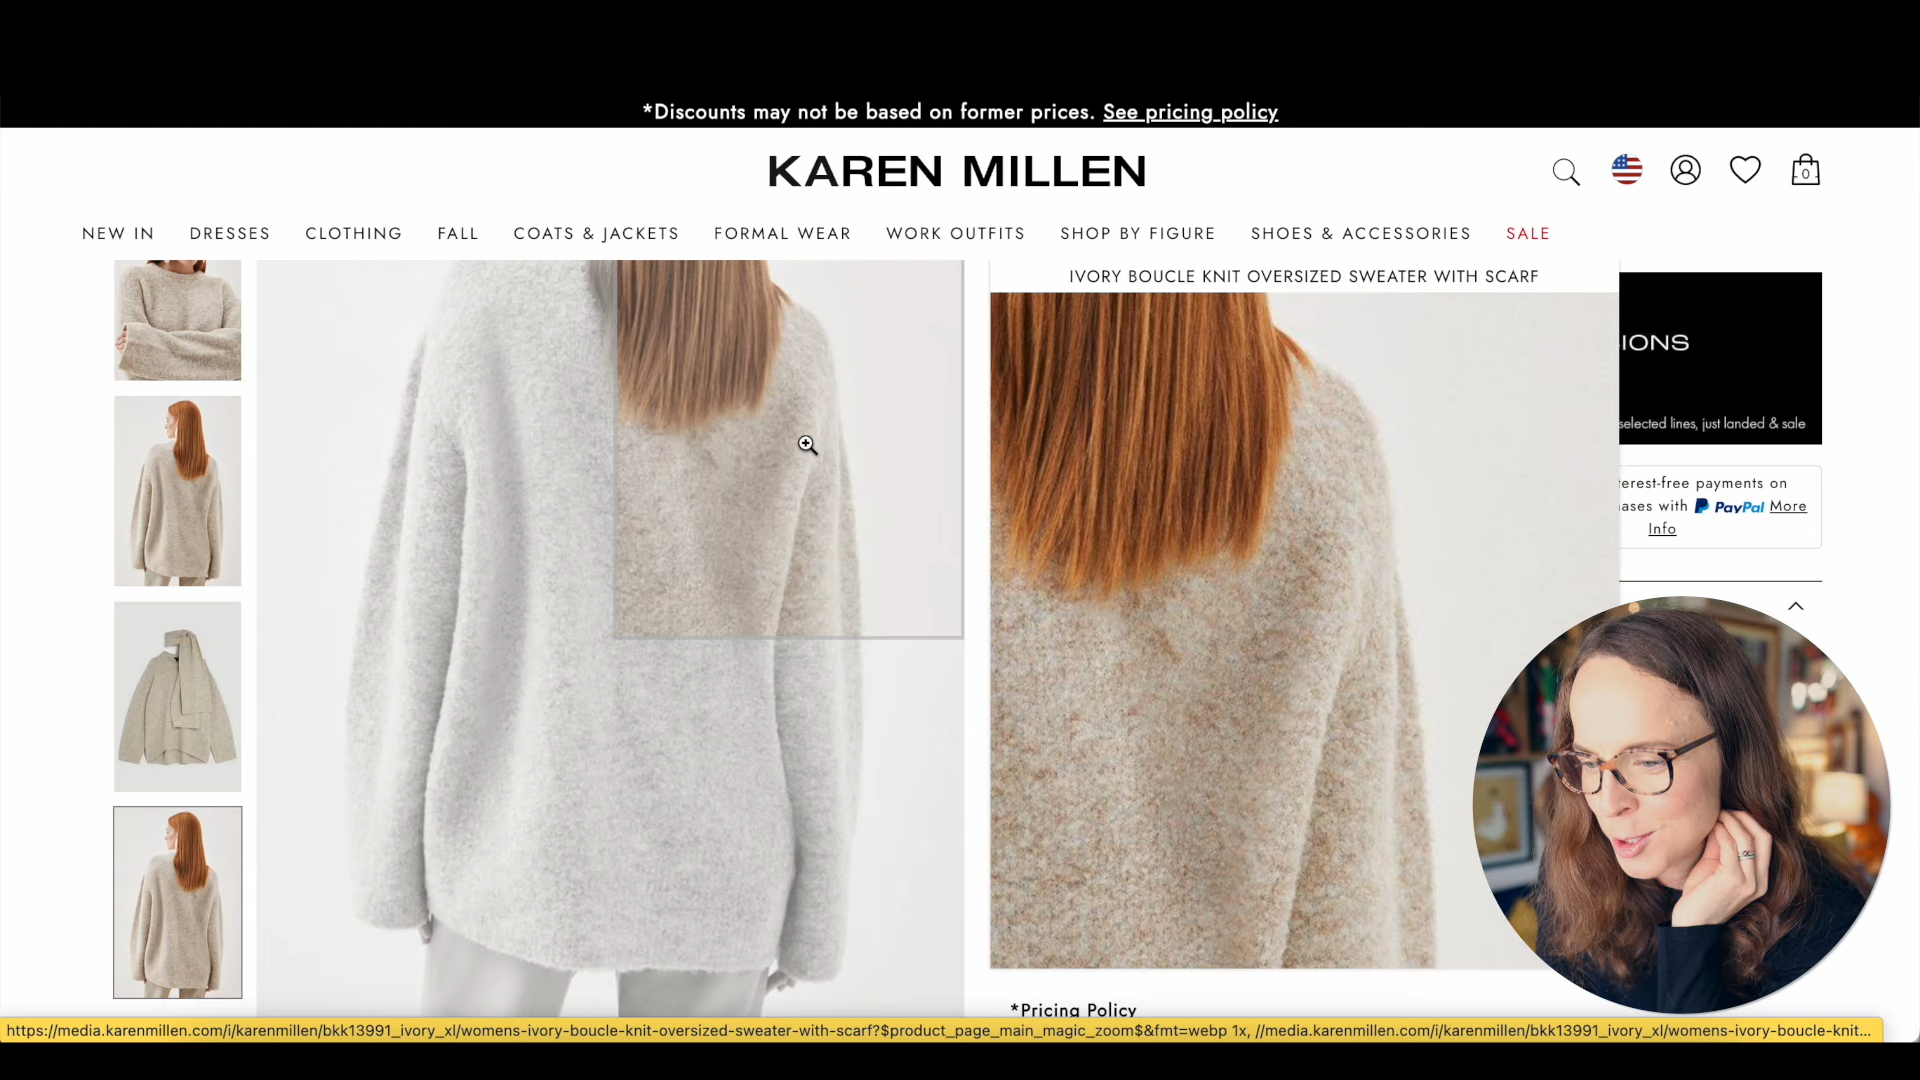 *Discounts may not be based on former prices. See pricing policy
KAREN MILLEN
0
NEW IN DRESSES CLOTHING FALL COATS & JACKETS FORMAL WEAR WORK OUTFITS SHOP BY FIGURE SHOES & ACCESSORIES SALE
IVORY BOUCLE KNIT OVERSIZED SWEATER WITH SCARF
IONS
selected lines, just landed & sale
terest-free payments on
ases with PayPal More
Info
*Pricing Policy
https://media.karenmillen.com/i/karenmillen/bkk13991_ivory_xl/womens-ivory-boucle-knit-oversized-sweater-with-scarf?$product_page_main_magic_zoom$&fmt=webp 1x, //media.karenmillen.com/i/karenmillen/bkk13991_ivory_xl/womens-ivory-boucle-knit...